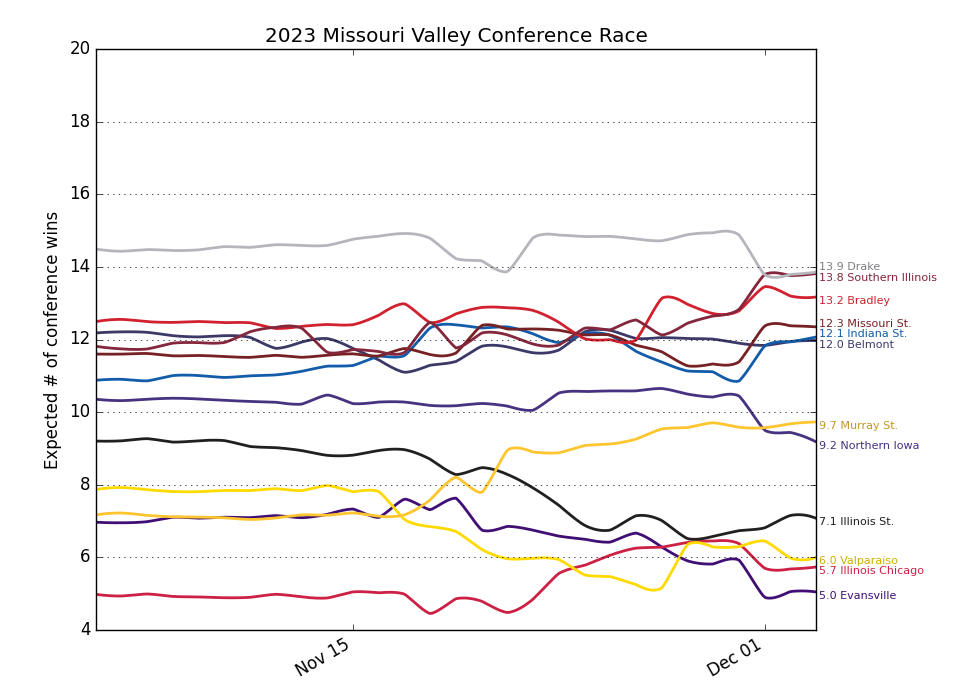 2023 Missouri Valley Conference Race
Expected # of conference wins
20
18
16
14
12
10
8
6
4
Nov 15
Dec 01
13.9 Drake
13.8 Southern Illinois
13.2 Bradley
12.3 Missouri St.
12.1 Indiana St.
12.0 Belmont
9.7 Murray St.
9.2 Northern Iowa
7.1 Illinois St.
6.0 Valparaiso
5.7 Illinois Chicago
5.0 Evansville